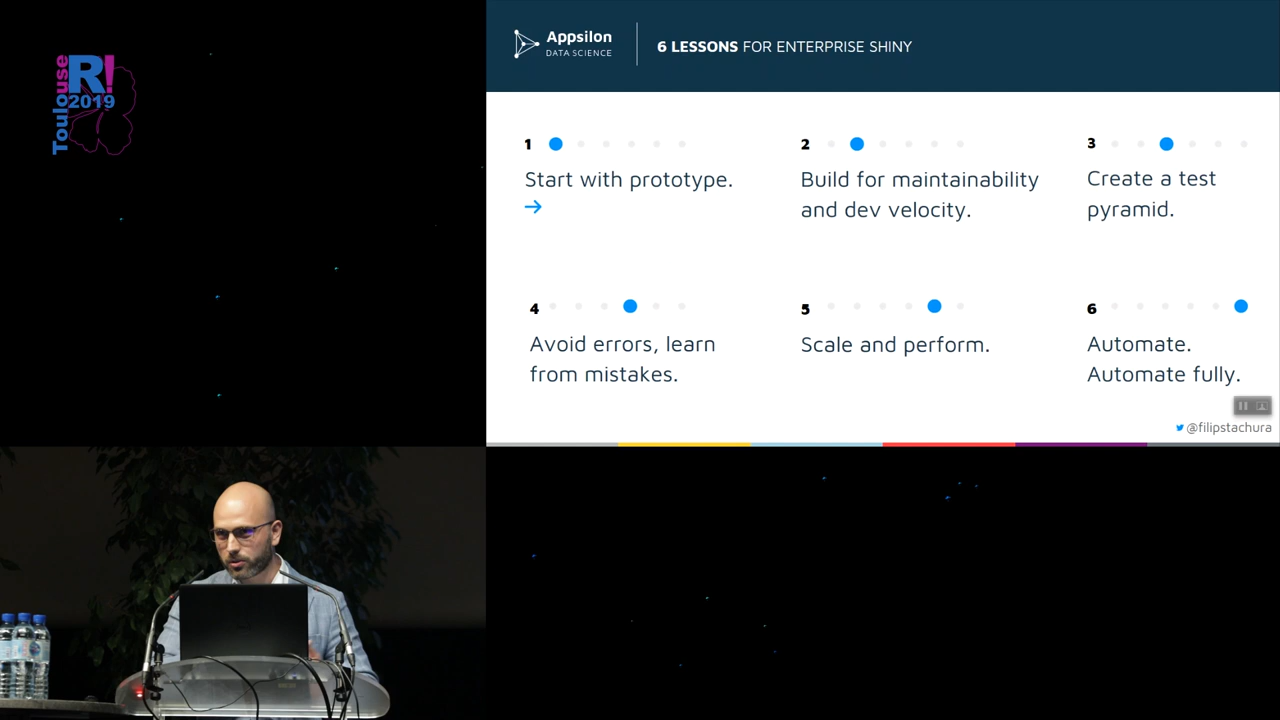 Toulouse
R!
2019
Appsilon
DATA SCIENCE
6 LESSONS FOR ENTERPRISE SHINY
1
Start with prototype.
→
2
Build for maintainability
and dev velocity.
3
Create a test
pyramid.
4
Avoid errors, learn
from mistakes.
5
Scale and perform.
6
Automate.
Automate fully.
@filipstachura